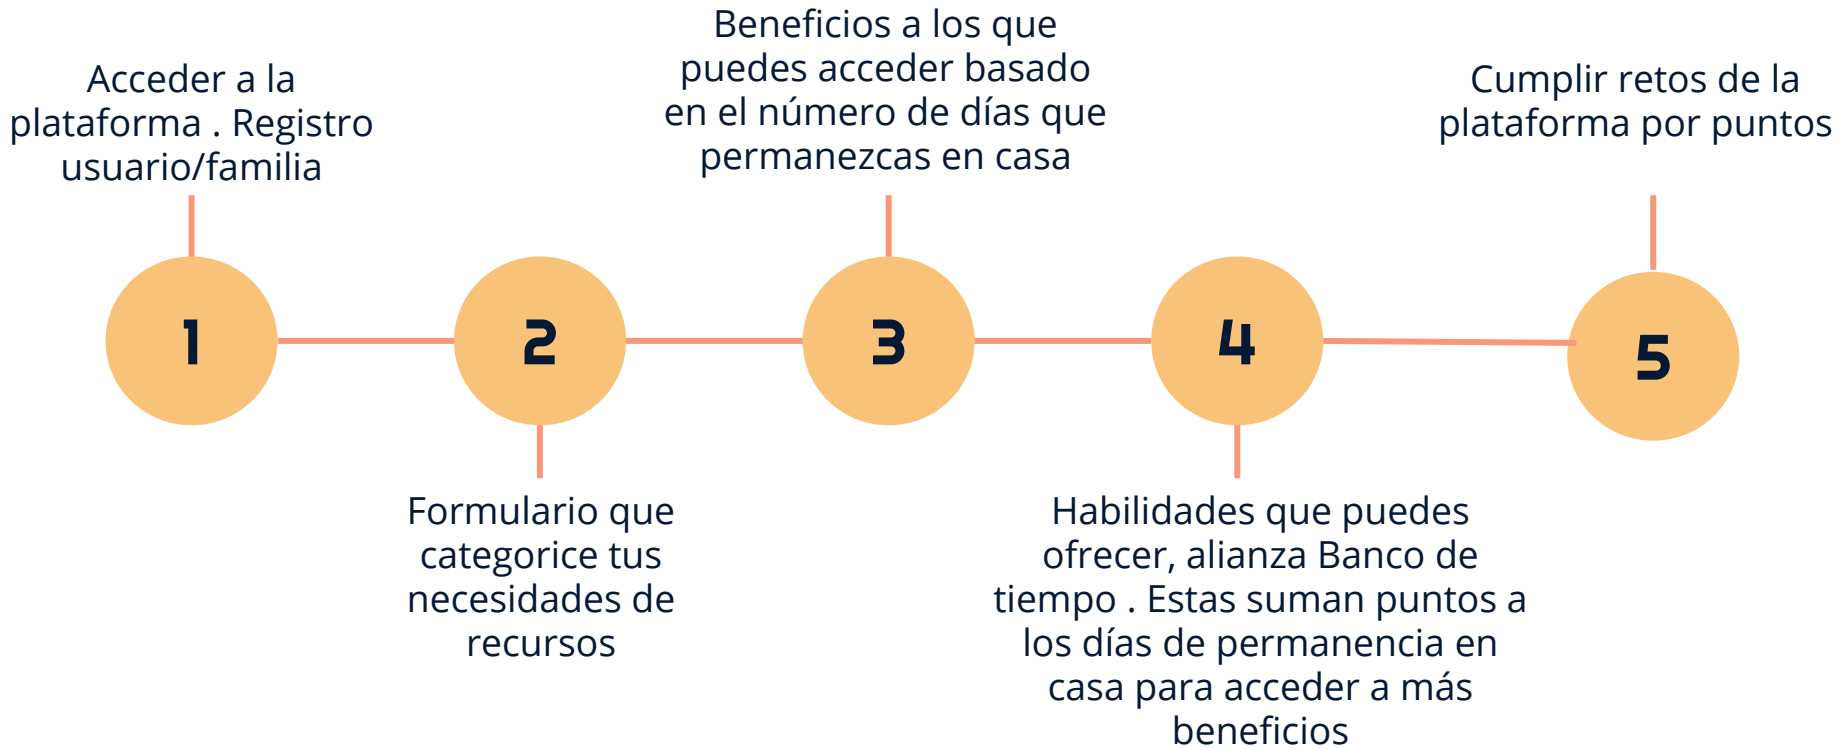 Acceder a la
plataforma . Registro
usuario/familia
Beneficios a los que
puedes acceder basado
en el número de días que
permanezcas en casa
Cumplir retos de la
plataforma por puntos
1
2
3
4
5
Formulario que
categorice tus
necesidades de
recursos
Habilidades que puedes
ofrecer, alianza Banco de
tiempo . Estas suman puntos a
los días de permanencia en
casa para acceder a más
beneficios